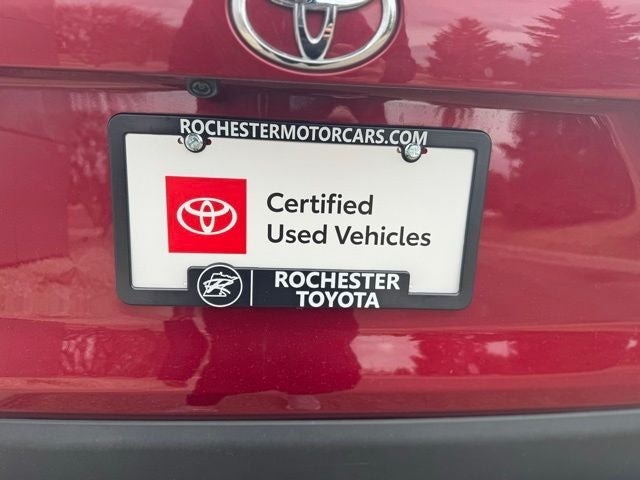 ROCHESTERMOTORCARS.COM
Certified
Used Vehicles
ROCHESTER
TOYOTA